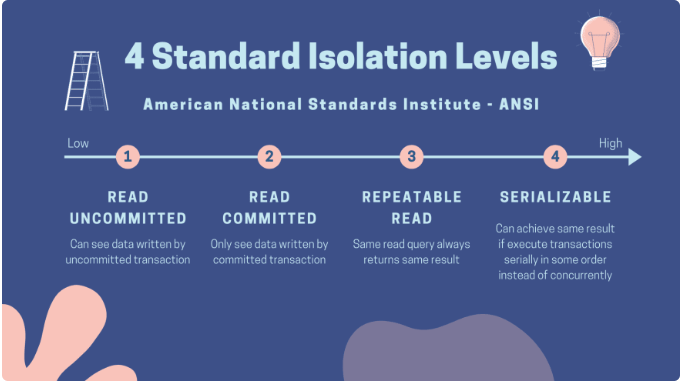 4 Standard Isolation Levels
American National Standards Institute - ANSI
Low
High
1
2
3
4
READ
UNCOMMITTED
Can see data written by
uncommitted transaction
READ
COMMITTED
Only see data written by
committed transaction
REPEATABLE
READ
Same read query always
returns same result
SERIALIZABLE
Can achieve same result
if execute transactions
serially in some order
instead of concurrently